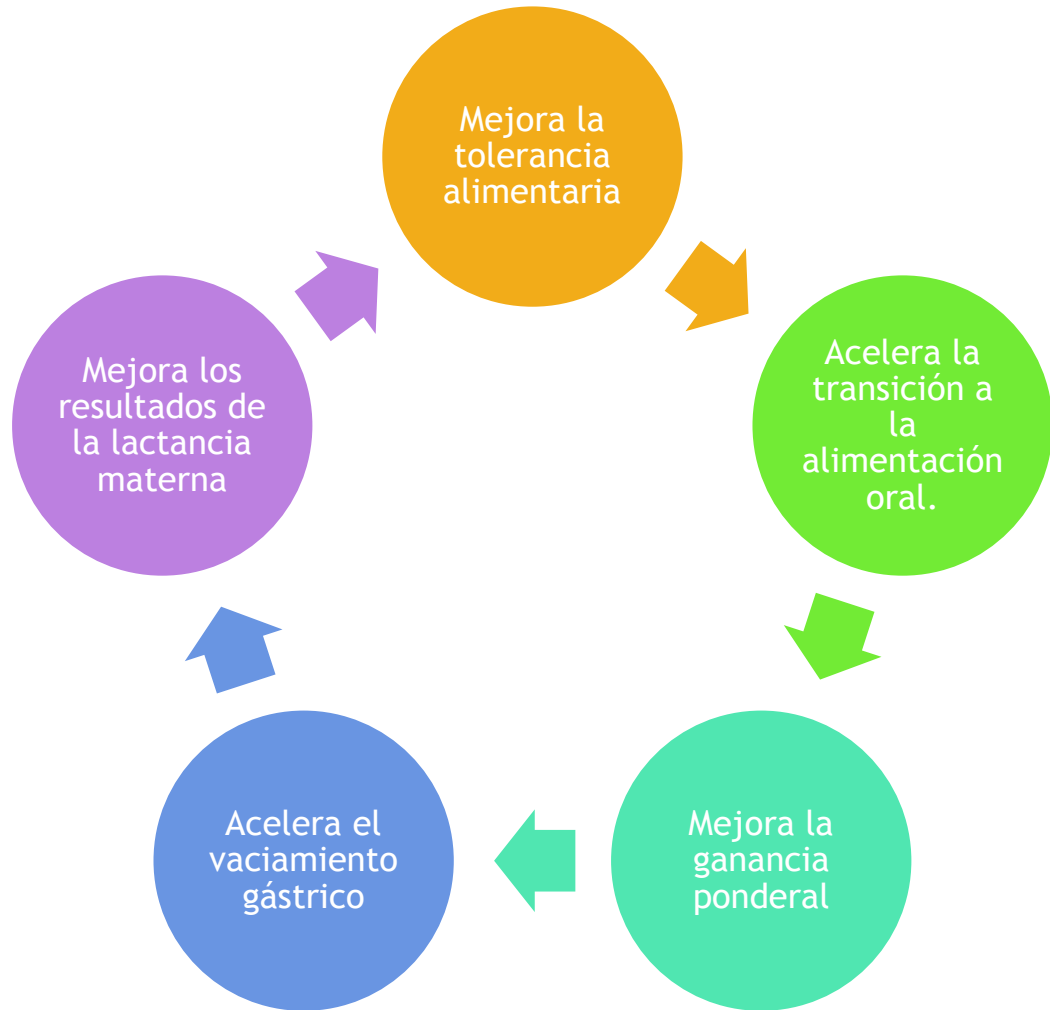 Mejora la
tolerancia
alimentaria
Acelera la
transición a
la
alimentación
oral.
Mejora la
ganancia
ponderal
Acelera el
vaciamiento
gástrico
Mejora los
resultados de
la lactancia
materna